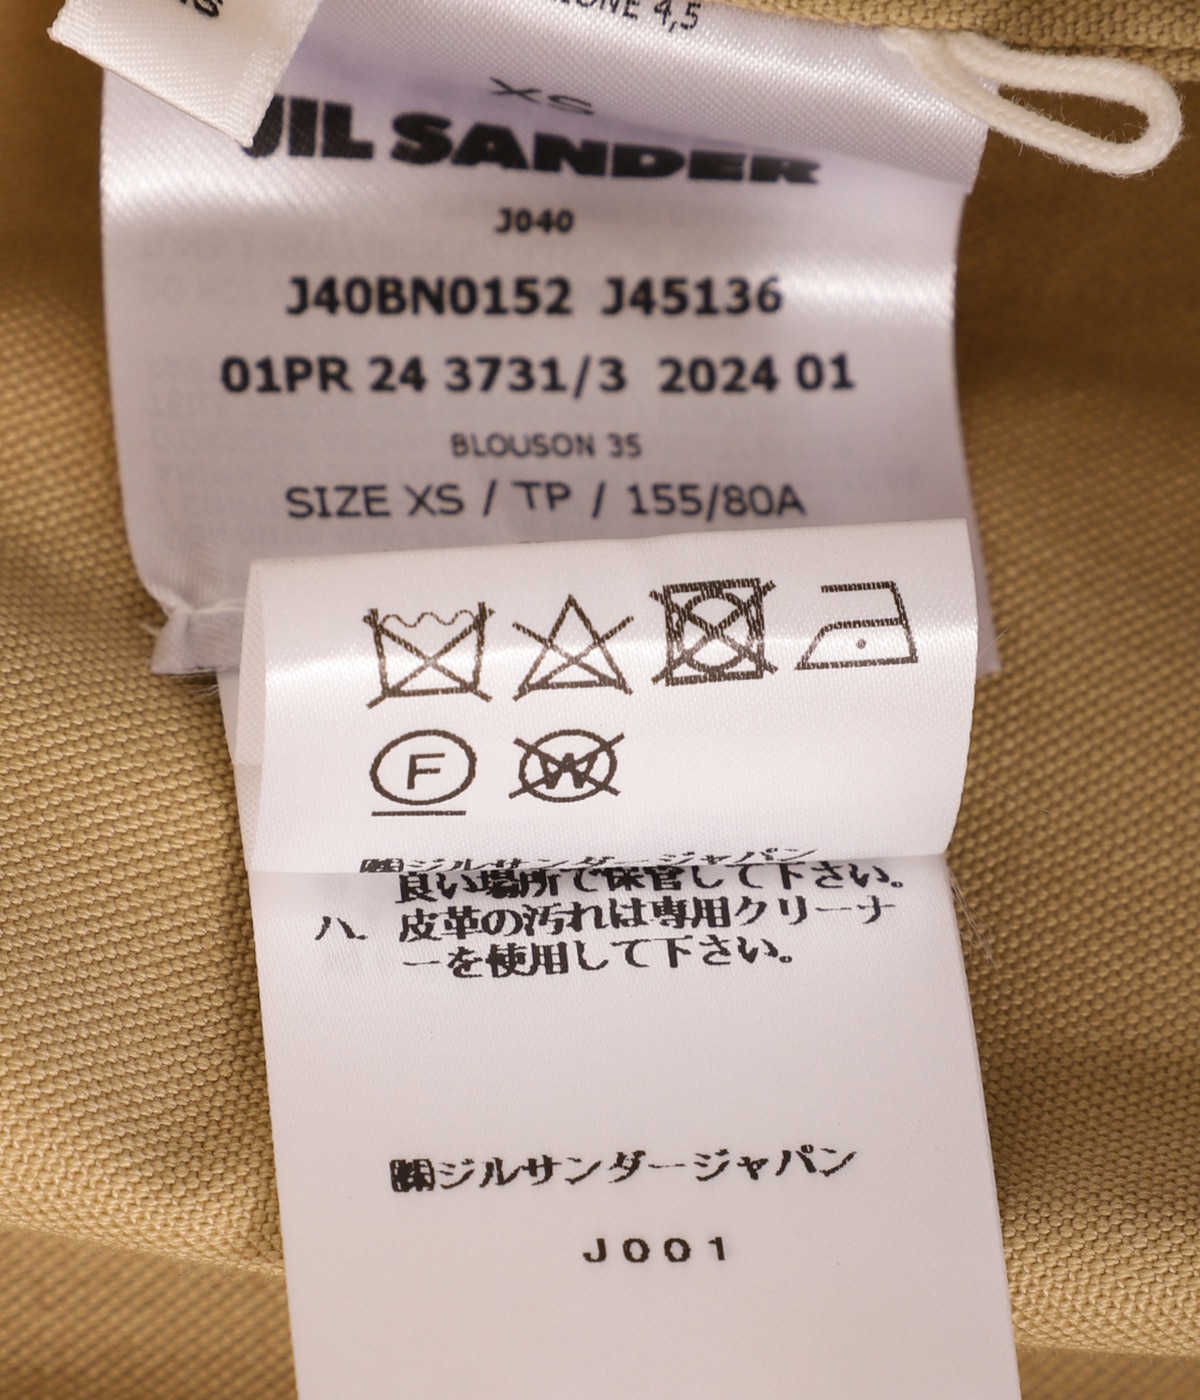 4,5
XS
JIL SANDER
J040
J40BN0152 J45136
01PR 24 3731/3 2024 01
BLOUSON 35
SIZE XS / TP / 155/80A
F
W
㈱ジルサンダージャパン
良い場所で保管して下さい。
ハ. 皮革の汚れは専用クリーナ
ーを使用して下さい。
㈱ジルサンダージャパン
J001